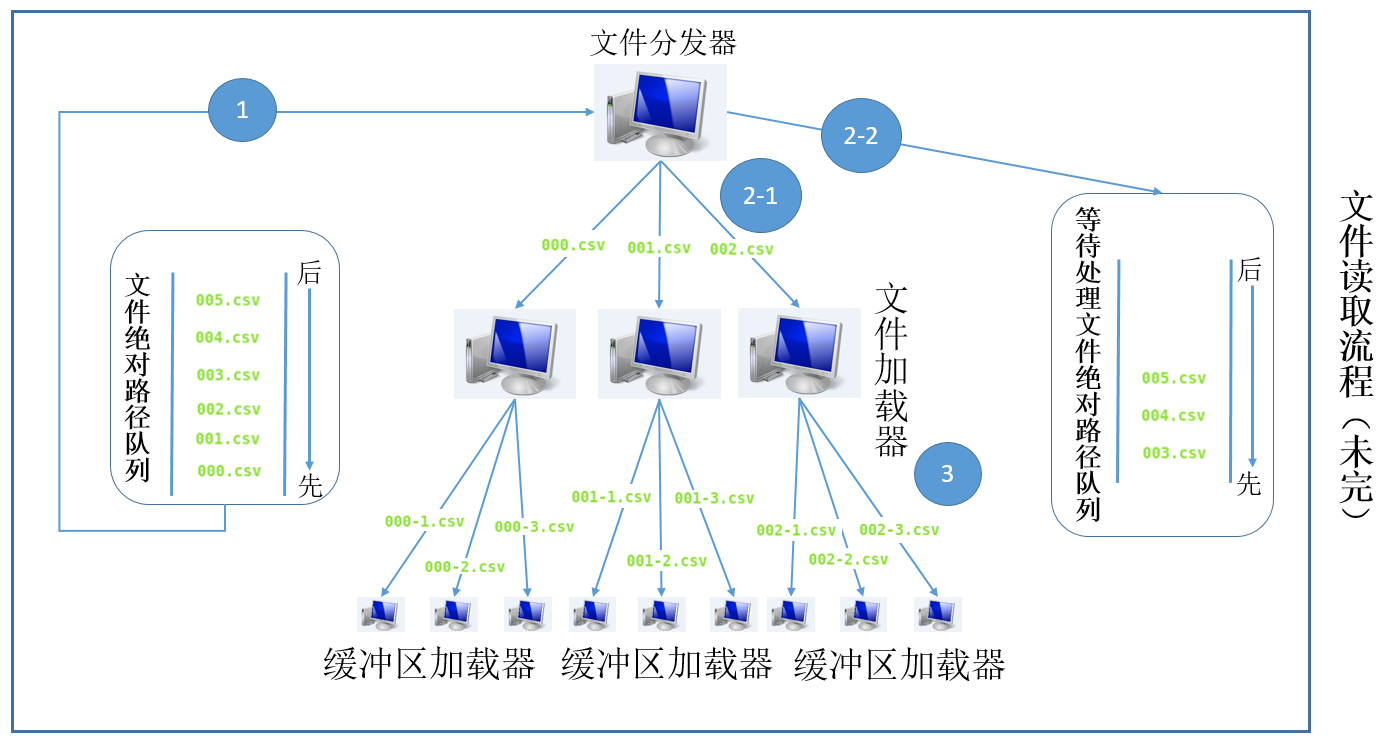 文件分发器
1
2-2
2-1
000.csv
001.csv
002.csv
文件绝对路径队列
005.csv
004.csv
003.csv
002.csv
001.csv
000.csv
后
先
文件加载器
等待处理文件绝对路径队列
005.csv
004.csv
003.csv
后
先
文件读取流程（未完）
3
000-1.csv
000-2.csv
000-3.csv
001-1.csv
001-2.csv
001-3.csv
002-1.csv
002-2.csv
002-3.csv
缓冲区加载器
缓冲区加载器
缓冲区加载器